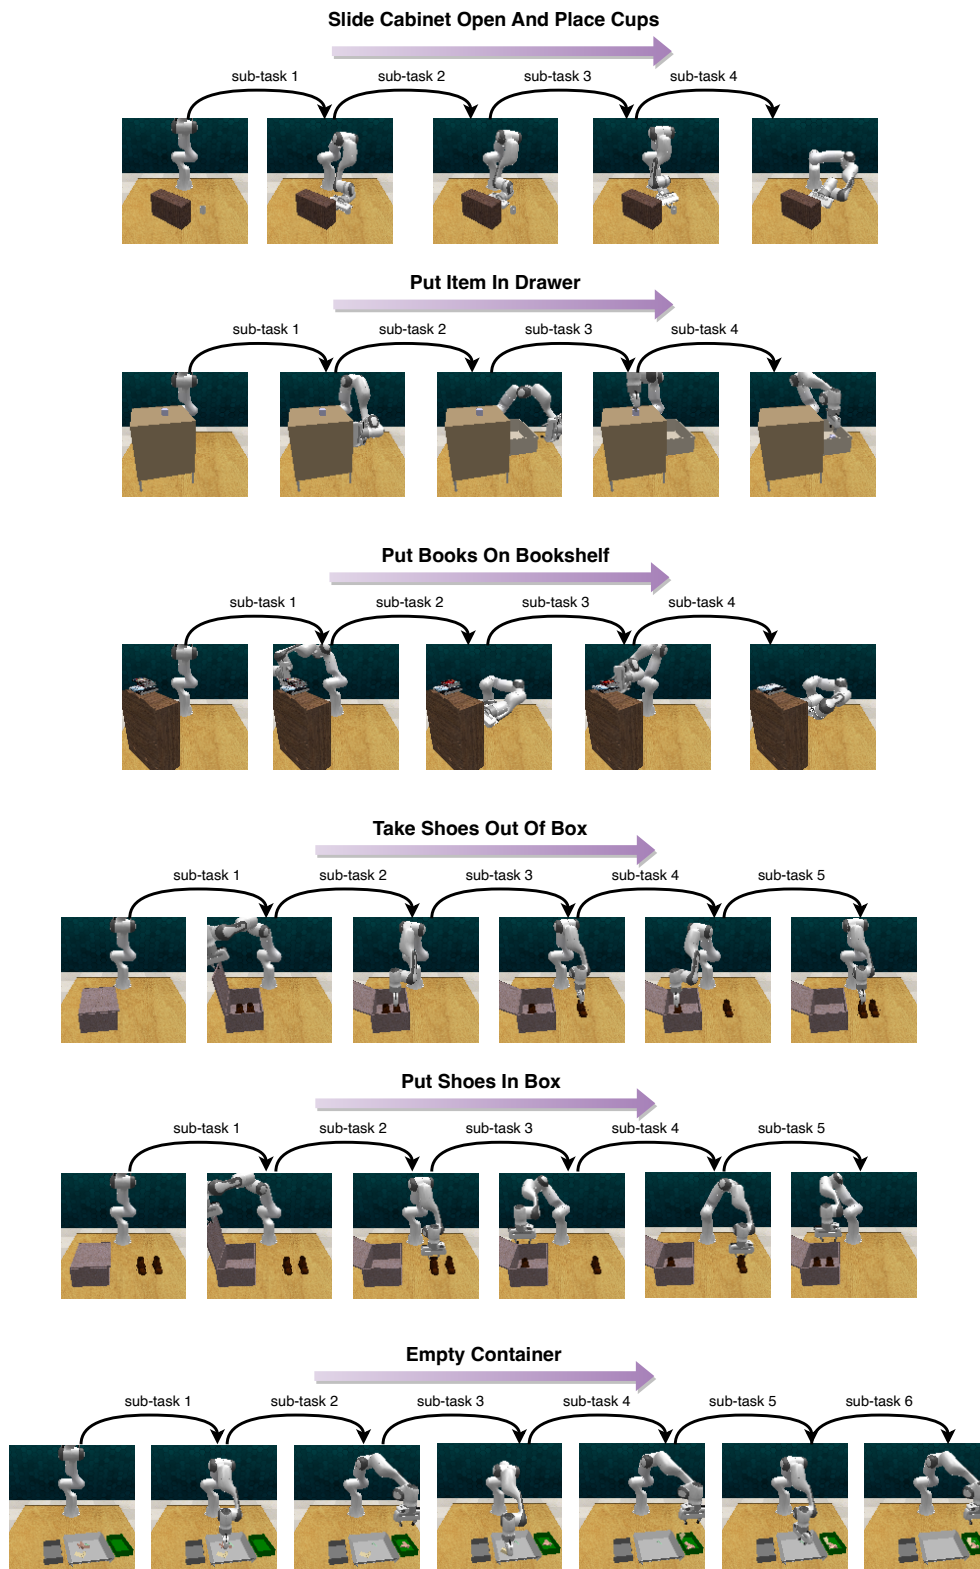 Slide Cabinet Open And Place Cups
sub-task 1 sub-task 2 sub-task 3 sub-task 4
Put Item In Drawer
sub-task 1 sub-task 2 sub-task 3 sub-task 4
Put Books On Bookshelf
sub-task 1 sub-task 2 sub-task 3 sub-task 4
Take Shoes Out Of Box
sub-task 1 sub-task 2 sub-task 3 sub-task 4 sub-task 5
Put Shoes In Box
sub-task 1 sub-task 2 sub-task 3 sub-task 4 sub-task 5
Empty Container
sub-task 1 sub-task 2 sub-task 3 sub-task 4 sub-task 5 sub-task 6